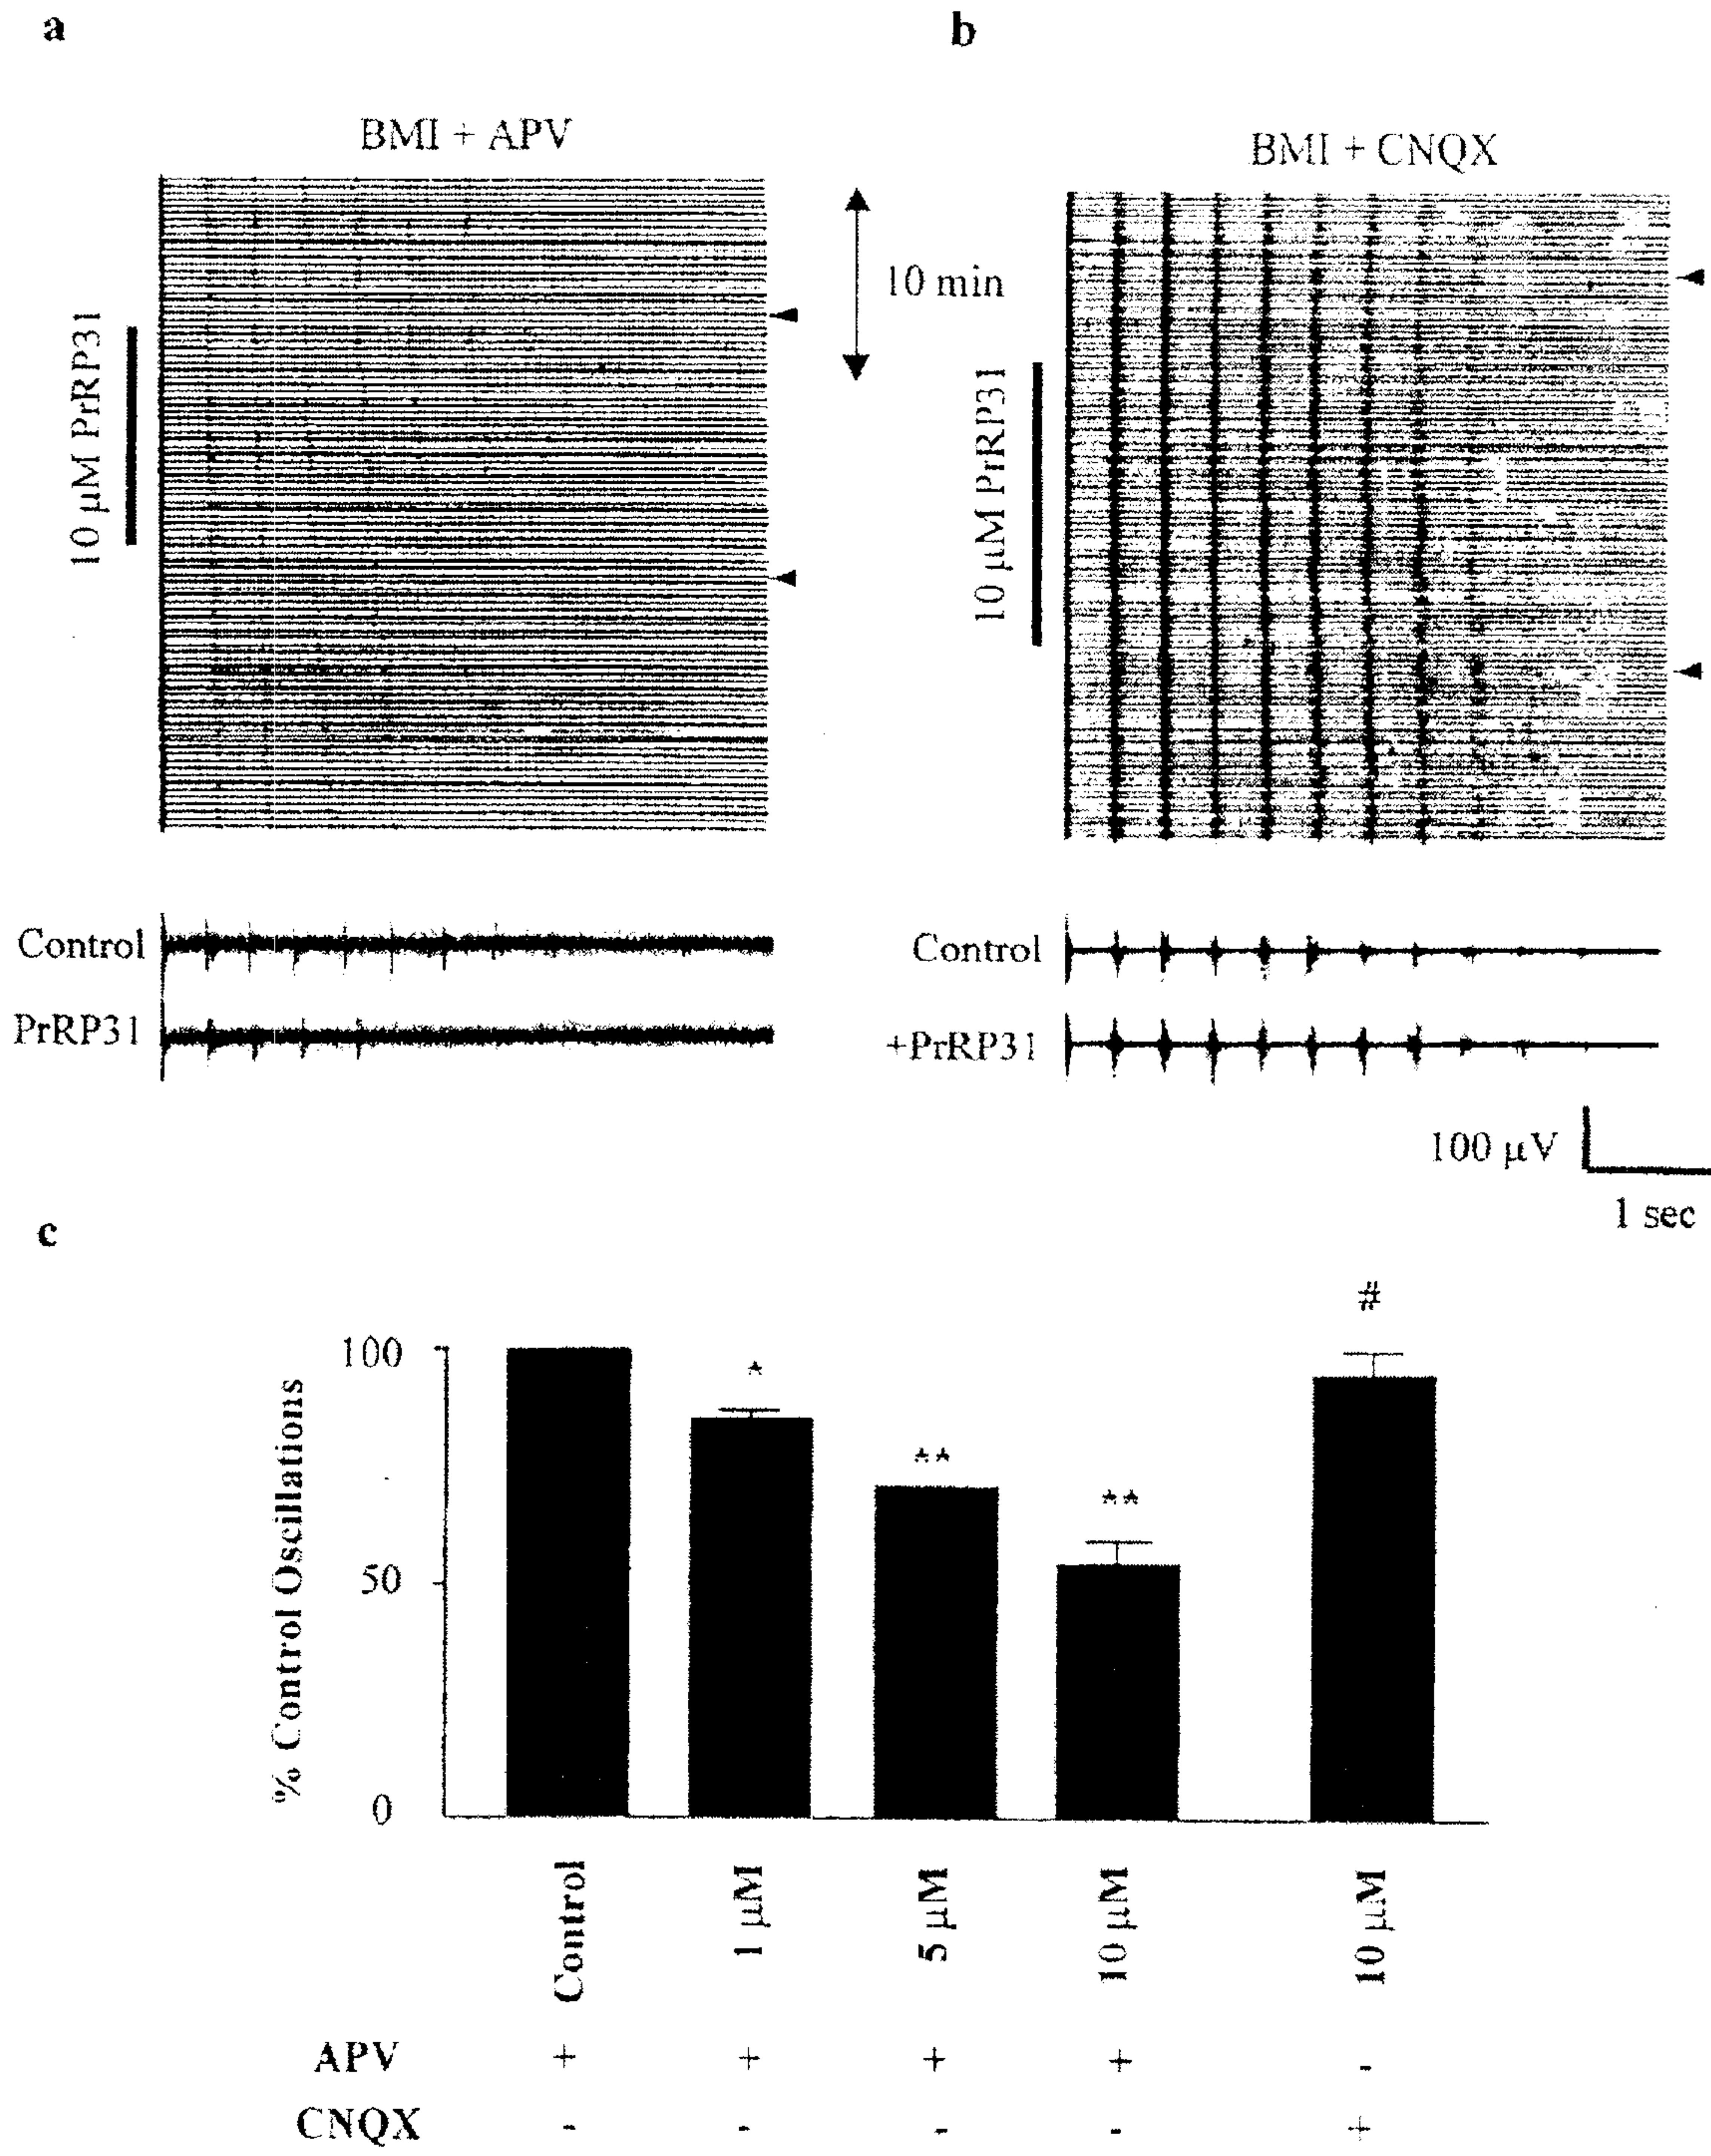 a
b
BMI + APV
BMI + CNQX
10 min
10 µM PrRP31
10 µM PrRP31
Control
PrRP31
Control
+PrRP31
100 µV
1 sec
c
#
100
*
**
**
50
0
% Control Oscillations
Control
1 µM
5 µM
10 µM
10 µM
APV + + + + -
CNQX - - - - +